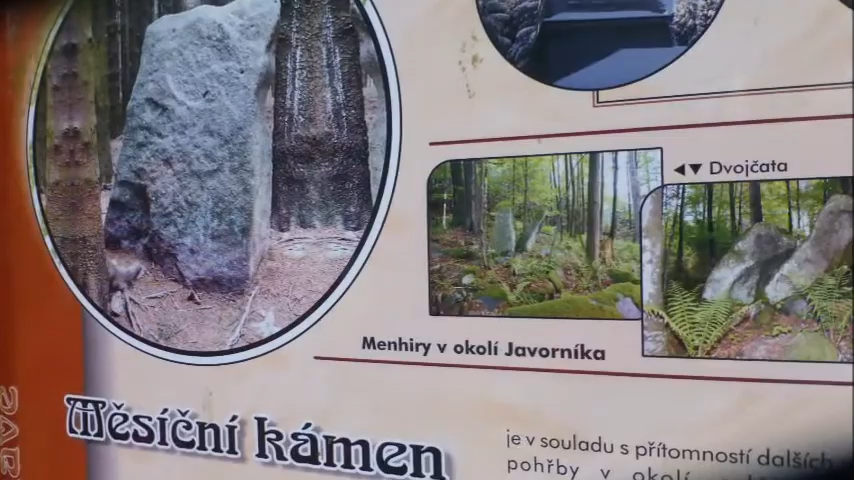 ◄▼ Dvojčata
Menhiry v okolí Javorníka
Měsíční kámen
je v souladu s přítomností dalších
pohřby v okolí